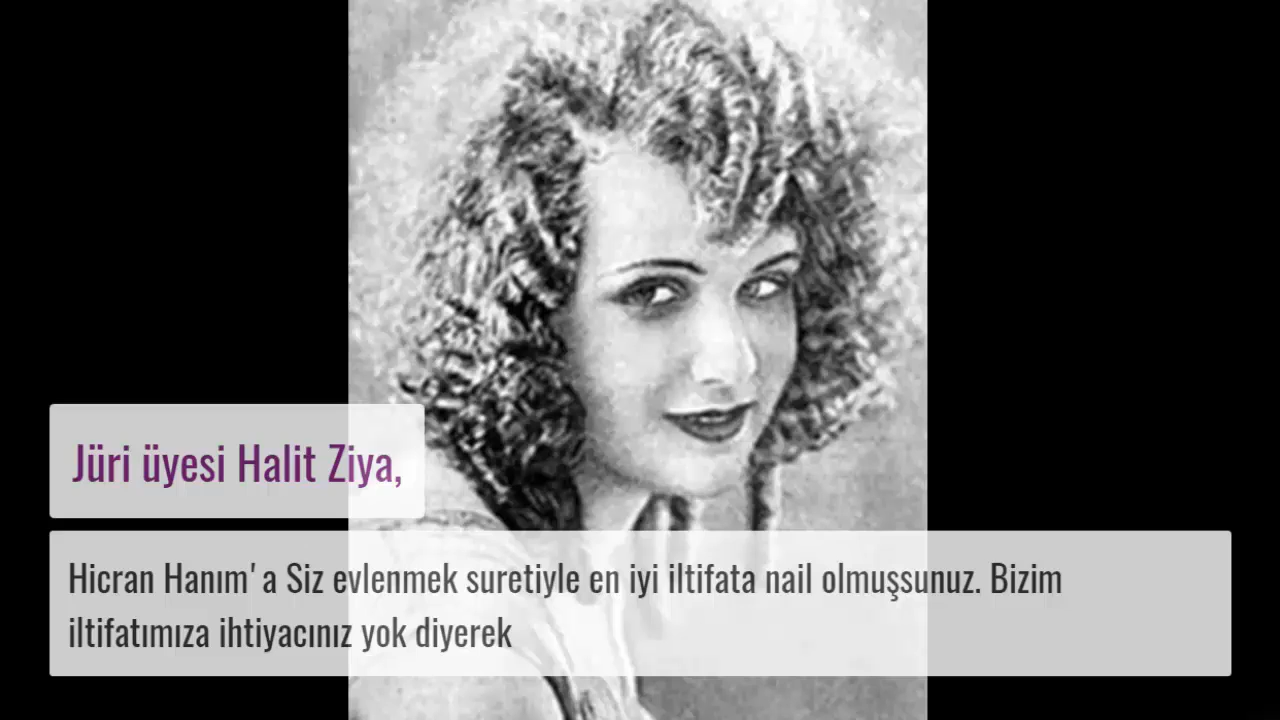 Jüri üyesi Halit Ziya,
Hicran Hanım'a Siz evlenmek suretiyle en iyi iltifata nail olmuşsunuz. Bizim
iltifatımıza ihtiyacınız yok diyerek